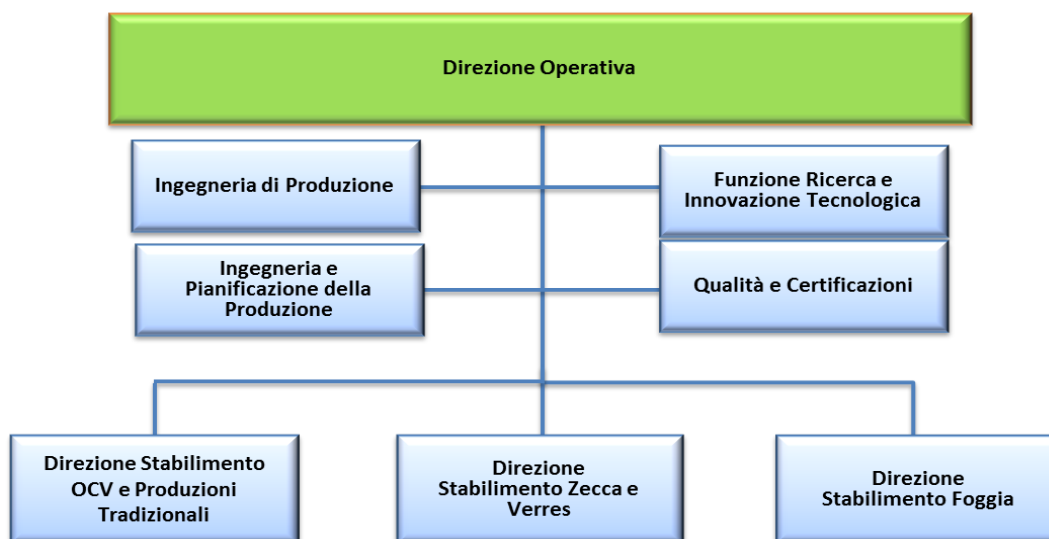 Direzione Operativa
Ingegneria di Produzione
Funzione Ricerca e
Innovazione Tecnologica
Ingegneria e
Pianificazione della
Produzione
Qualità e Certificazioni
Direzione Stabilimento
OCV e Produzioni
Tradizionali
Direzione
Stabilimento Zecca e
Verres
Direzione
Stabilimento Foggia